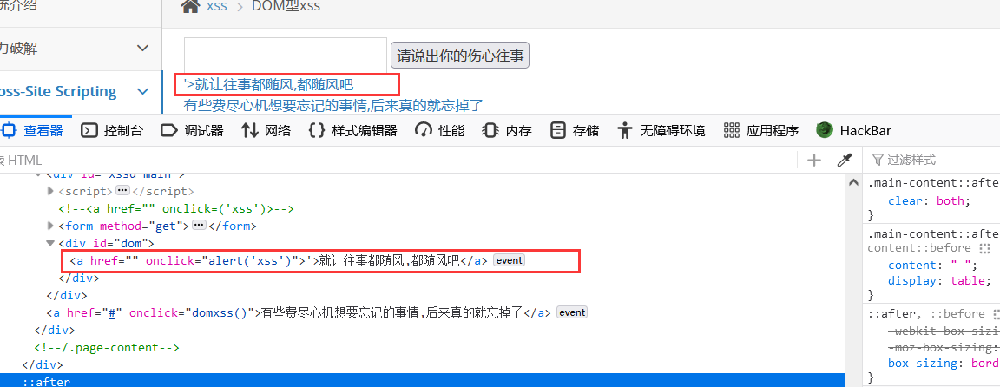 统介绍
xss > DOM型xss
力破解
请说出你的伤心往事
oss-Site Scripting
'>就让往事都随风,都随风吧
有些费尽心机想要忘记的事情,后来真的就忘掉了
查看器 控制台 调试器 网络 样式编辑器 性能 内存 存储 无障碍环境 应用程序 HackBar
索 HTML
过滤样式
<div id="xssd_main">
<script>⋯</script>
<!--<a href="" onclick=('xss')>-->
<form method="get">⋯</form>
<div id="dom">
<a href="" onclick="alert('xss')">'>就让往事都随风,都随风吧</a> event
</div>
</div>
<a href="#" onclick="domxss()">有些费尽心机想要忘记的事情,后来真的就忘掉了</a> event
</div>
<!--/.page-content-->
</div>
::after
.main-content::afte
clear: both;
}
.main-content::afte
content::before
content: " ";
display: table;
}
::after, ::before
-webkit-box-sizi
-moz-box-sizing:
box-sizing: bord
}